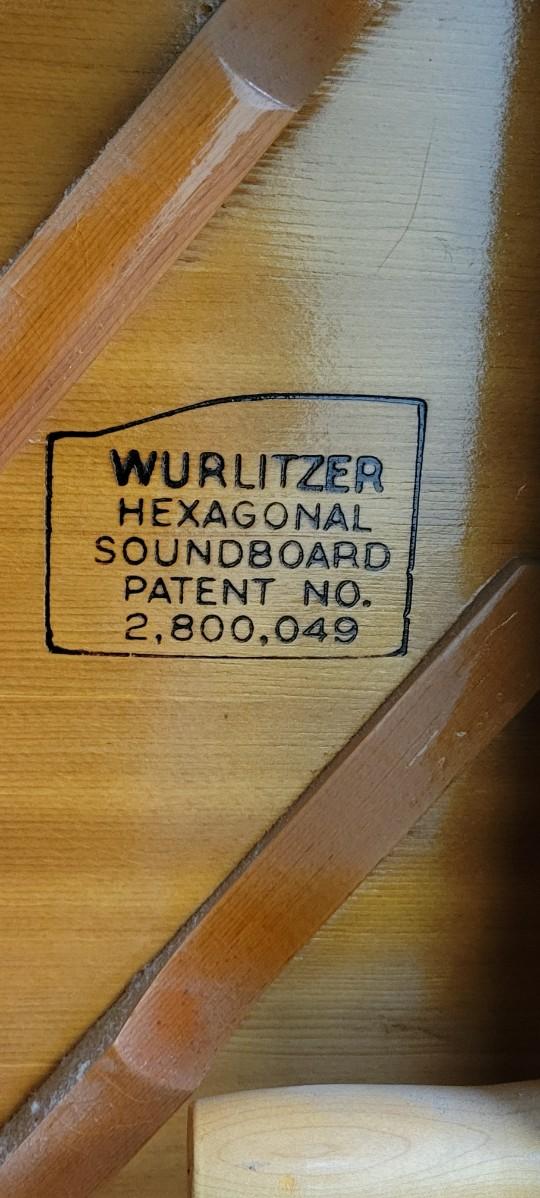 WURLITZER
HEXAGONAL
SOUNDBOARD
PATENT NO.
2,800,049